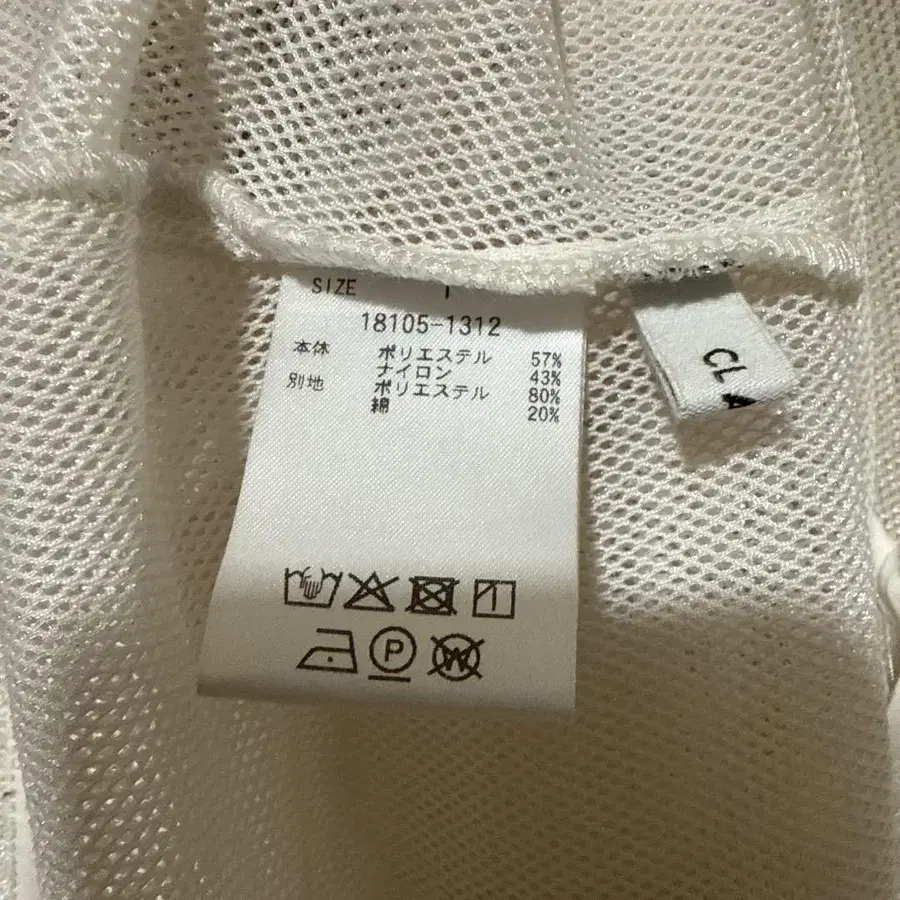 SIZE 1
18105-1312
本体 ポリエステル 57%
ナイロン 43%
別地 ポリエステル 80%
綿 20%
P
W
CL